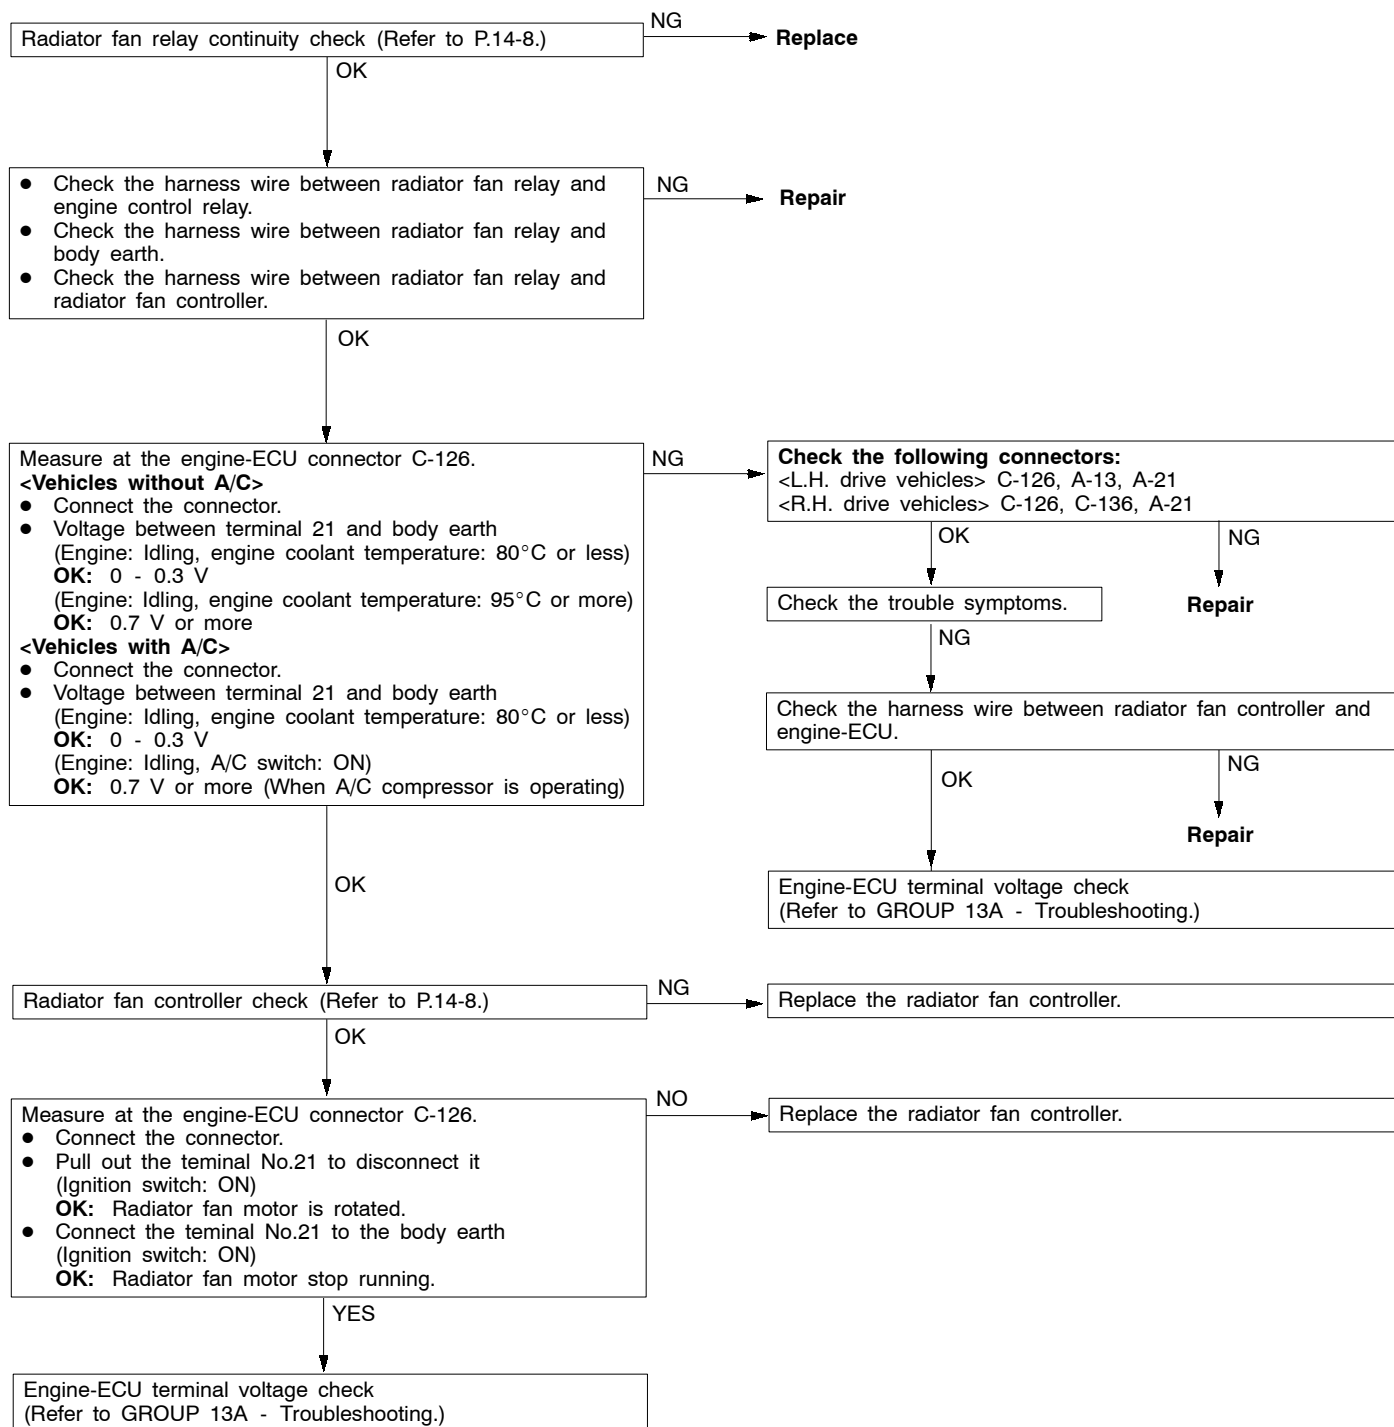 Radiator fan relay continuity check (Refer to P.14-8.)
NG
Replace
OK
● Check the harness wire between radiator fan relay and
engine control relay.
● Check the harness wire between radiator fan relay and
body earth.
● Check the harness wire between radiator fan relay and
radiator fan controller.
NG
Repair
OK
Measure at the engine-ECU connector C-126.
<Vehicles without A/C>
● Connect the connector.
● Voltage between terminal 21 and body earth
(Engine: Idling, engine coolant temperature: 80°C or less)
OK: 0 - 0.3 V
(Engine: Idling, engine coolant temperature: 95°C or more)
OK: 0.7 V or more
<Vehicles with A/C>
● Connect the connector.
● Voltage between terminal 21 and body earth
(Engine: Idling, engine coolant temperature: 80°C or less)
OK: 0 - 0.3 V
(Engine: Idling, A/C switch: ON)
OK: 0.7 V or more (When A/C compressor is operating)
NG
Check the following connectors:
<L.H. drive vehicles> C-126, A-13, A-21
<R.H. drive vehicles> C-126, C-136, A-21
OK
NG
Check the trouble symptoms.
Repair
NG
Check the harness wire between radiator fan controller and
engine-ECU.
OK
NG
Repair
Engine-ECU terminal voltage check
(Refer to GROUP 13A - Troubleshooting.)
OK
Radiator fan controller check (Refer to P.14-8.)
NG
Replace the radiator fan controller.
OK
Measure at the engine-ECU connector C-126.
● Connect the connector.
● Pull out the teminal No.21 to disconnect it
(Ignition switch: ON)
OK: Radiator fan motor is rotated.
● Connect the teminal No.21 to the body earth
(Ignition switch: ON)
OK: Radiator fan motor stop running.
NO
Replace the radiator fan controller.
YES
Engine-ECU terminal voltage check
(Refer to GROUP 13A - Troubleshooting.)